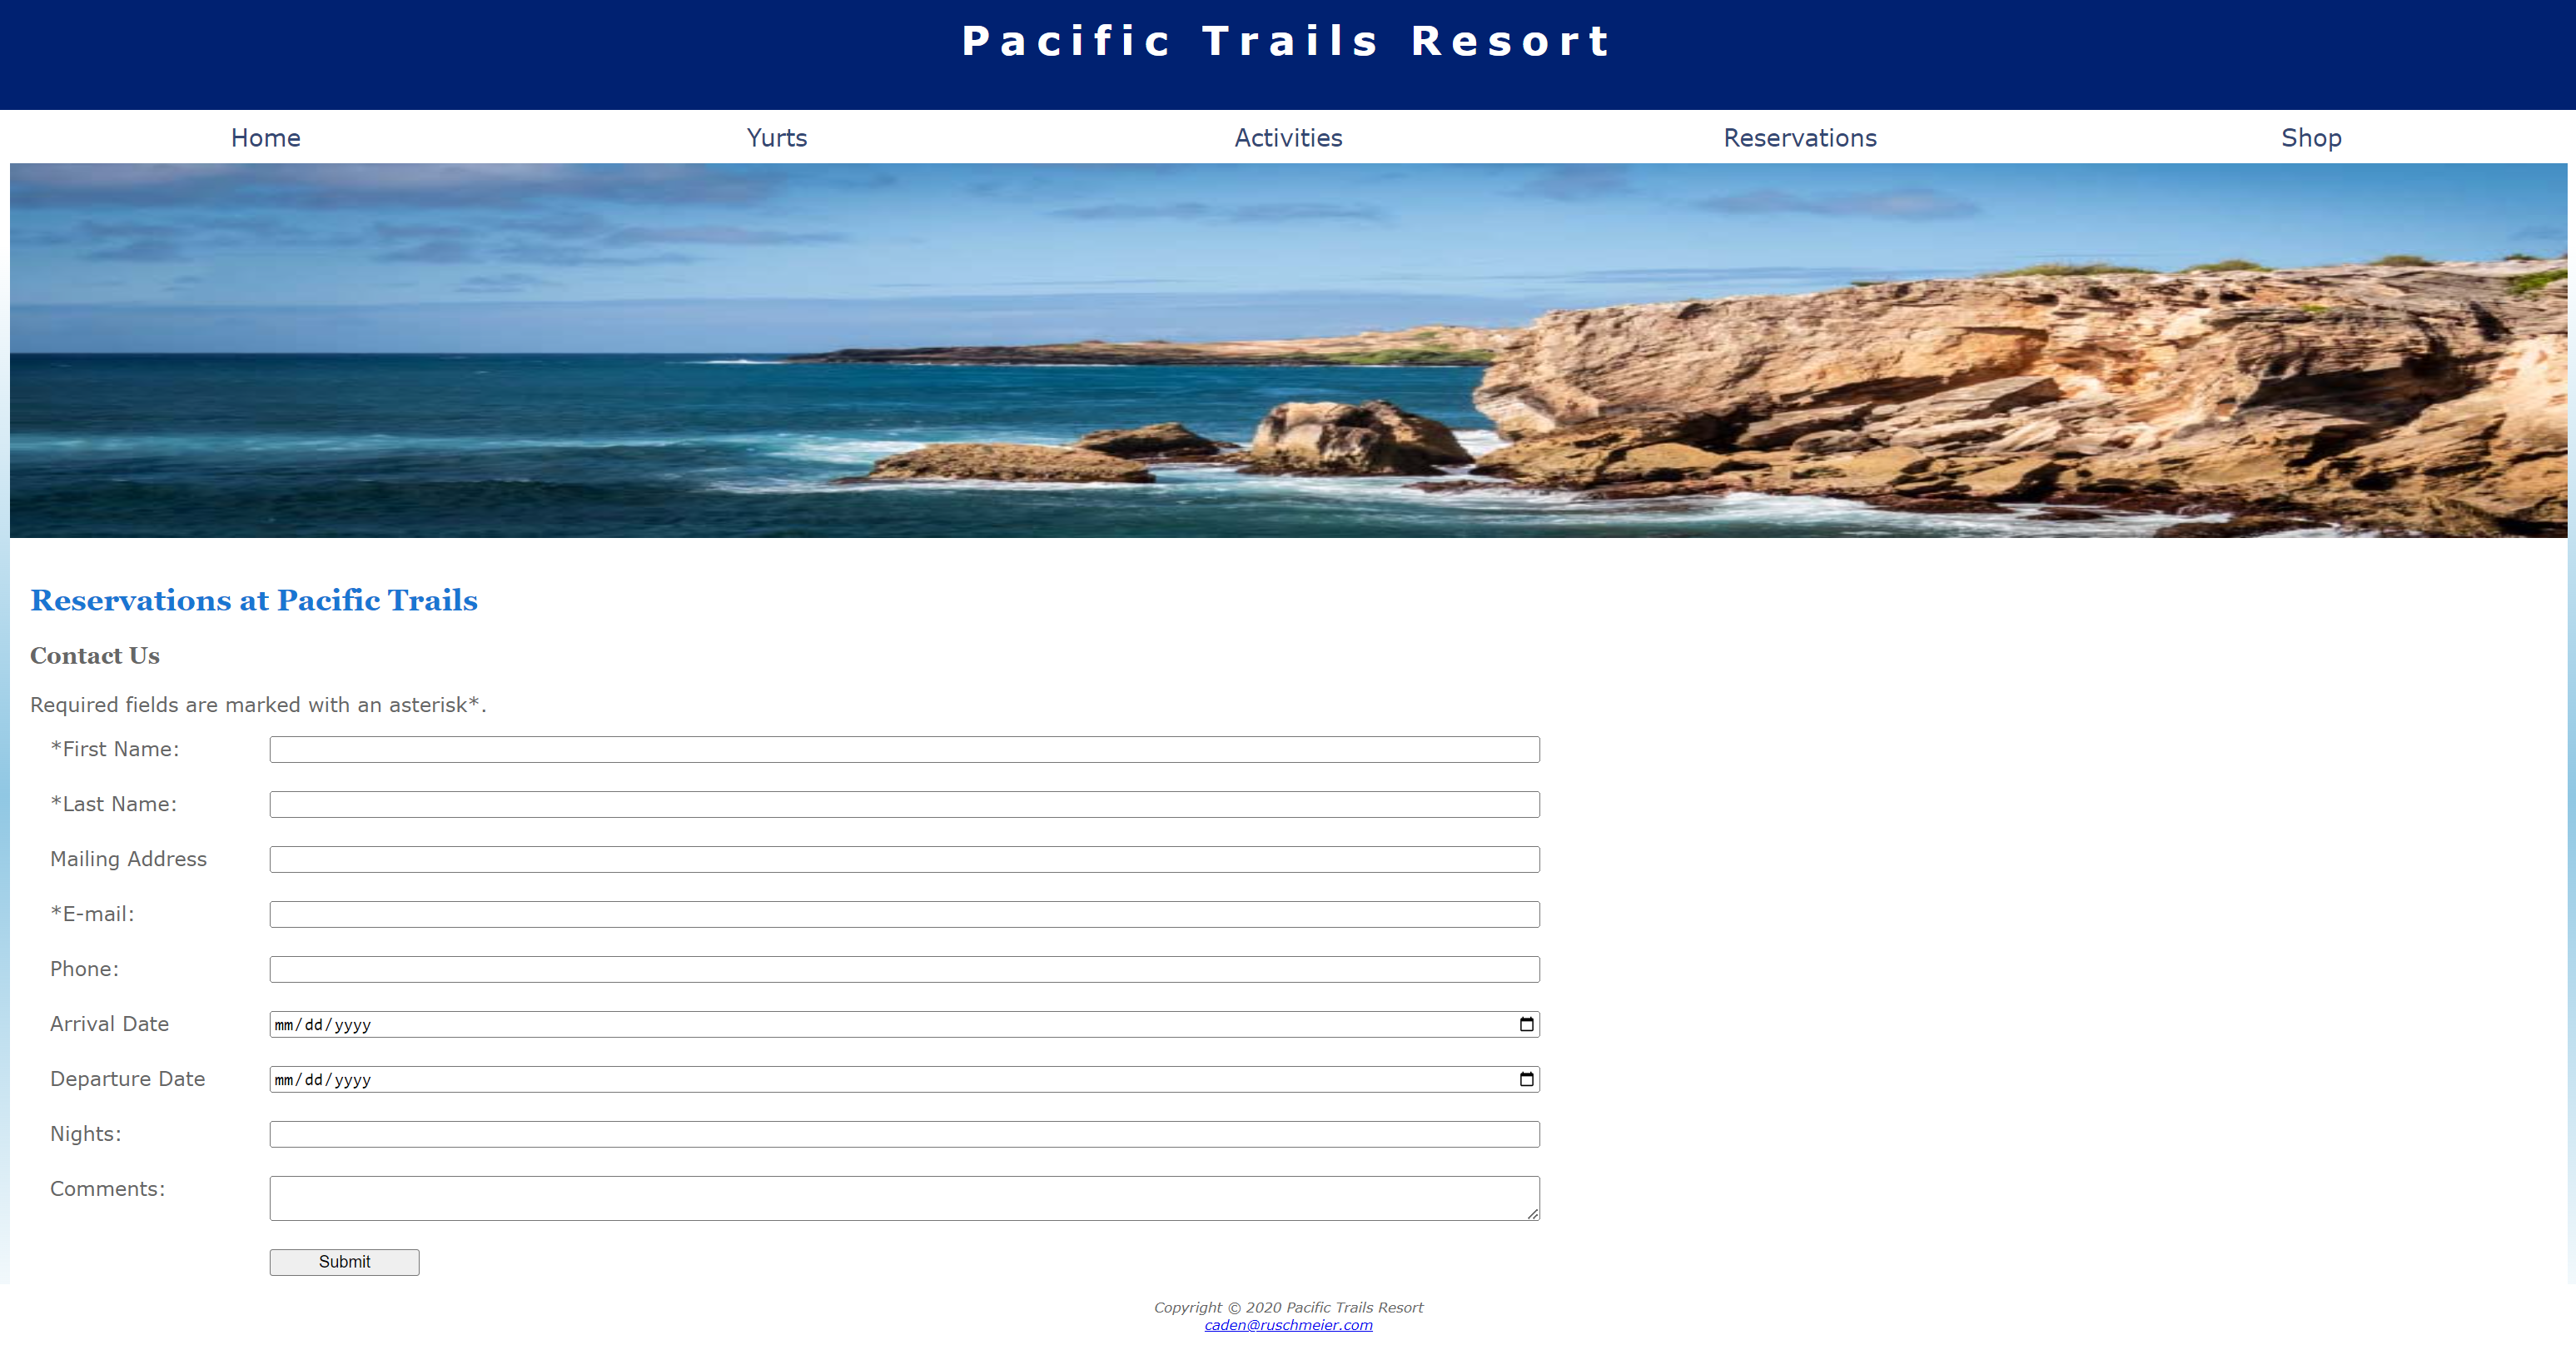 Pacific Trails Resort
Home Yurts Activities Reservations Shop
Reservations at Pacific Trails
Contact Us
Required fields are marked with an asterisk*.
*First Name:
*Last Name:
Mailing Address
*E-mail:
Phone:
Arrival Date mm/dd/yyyy
Departure Date mm/dd/yyyy
Nights:
Comments:
Submit
Copyright © 2020 Pacific Trails Resort
caden@ruschmeier.com